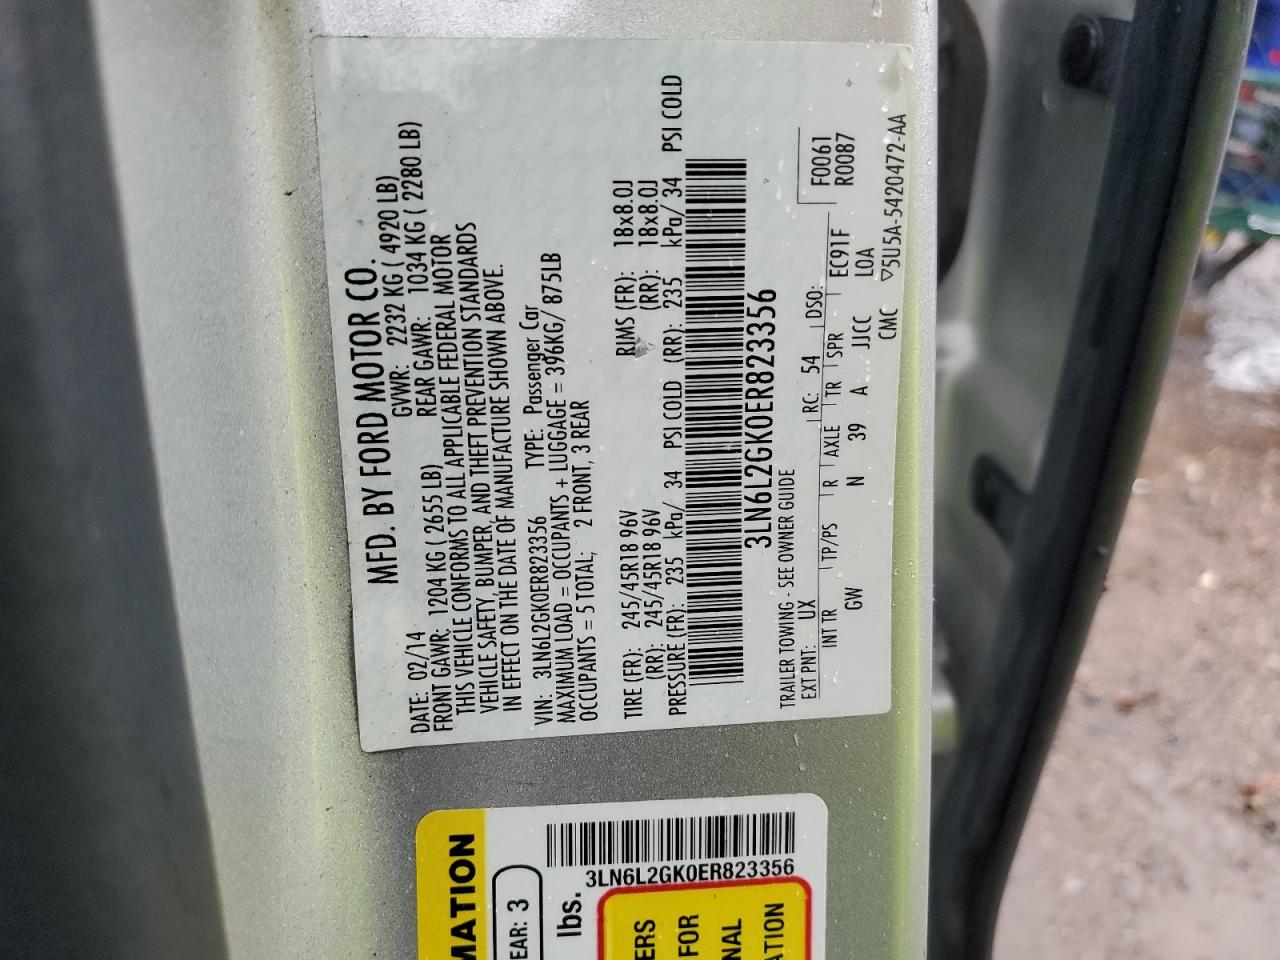 MFD. BY FORD MOTOR CO.
DATE: 02/14 GVWR: 2232 KG ( 4920 LB)
FRONT GAWR: 1204 KG ( 2655 LB) REAR GAWR: 1034 KG ( 2280 LB)
THIS VEHICLE CONFORMS TO ALL APPLICABLE FEDERAL MOTOR
VEHICLE SAFETY, BUMPER, AND THEFT PREVENTION STANDARDS
IN EFFECT ON THE DATE OF MANUFACTURE SHOWN ABOVE.
VIN: 3LN6L2GK0ER823356 TYPE: Passenger Car
MAXIMUM LOAD = OCCUPANTS + LUGGAGE = 396KG/ 875LB
OCCUPANTS = 5 TOTAL; 2 FRONT, 3 REAR
TIRE (FR): 245/45R18 96V RIMS (FR): 18x8.0J
(RR): 245/45R18 96V (RR): 18x8.0J
PRESSURE (FR): 235 kPa/ 34 PSI COLD (RR): 235 kPa/ 34 PSI COLD
3LN6L2GK0ER823356
TRAILER TOWING - SEE OWNER GUIDE
F0061
R0087
EXT PNT: UX RC: 54 DSO:
INT TR TP/PS R AXLE TR SPR EC91F
GW N 39 A JJCC LOA
CMC ▽5U5A-5420472-AA
MATION
EAR: 3
3LN6L2GK0ER823356
lbs.
ERS
FOR
NAL
ATION